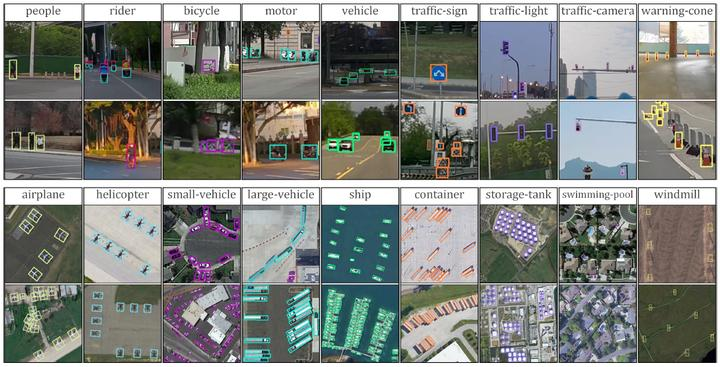 people rider bicycle motor vehicle traffic-sign traffic-light traffic-camera warning-cone
airplane helicopter small-vehicle large-vehicle ship container storage-tank swimming-pool windmill